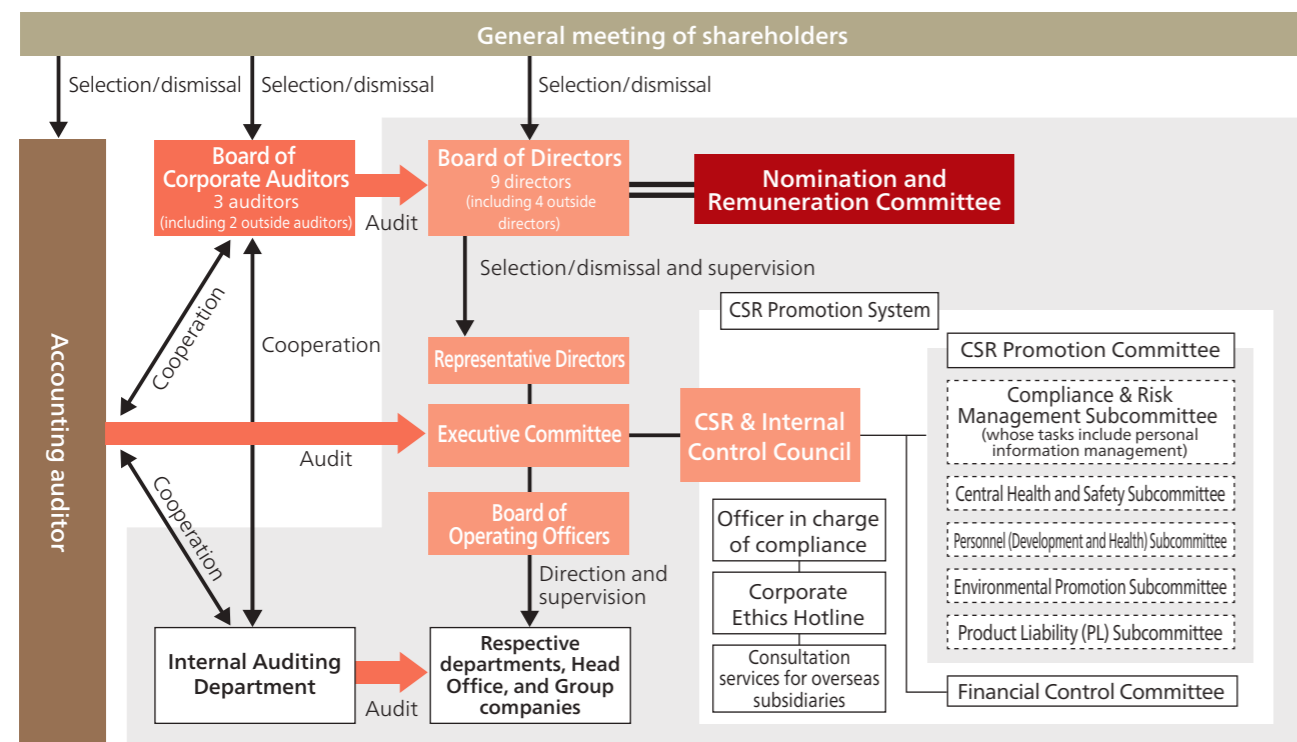 General meeting of shareholders
Selection/dismissal
Selection/dismissal
Selection/dismissal
Accounting auditor
Board of
Corporate Auditors
3 auditors
(including 2 outside auditors)
Audit
Board of Directors
9 directors
(including 4 outside
directors)
Nomination and
Remuneration Committee
Selection/dismissal and supervision
Cooperation
Cooperation
Cooperation
Audit
Representative Directors
Executive Committee
Board of
Operating Officers
Direction and
supervision
Internal Auditing
Department
Audit
Respective
departments, Head
Office, and Group
companies
CSR Promotion System
CSR & Internal
Control Council
Officer in charge
of compliance
Corporate
Ethics Hotline
Consultation
services for overseas
subsidiaries
CSR Promotion Committee
Compliance & Risk
Management Subcommittee
(whose tasks include personal
information management)
Central Health and Safety Subcommittee
Personnel (Development and Health) Subcommittee
Environmental Promotion Subcommittee
Product Liability (PL) Subcommittee
Financial Control Committee